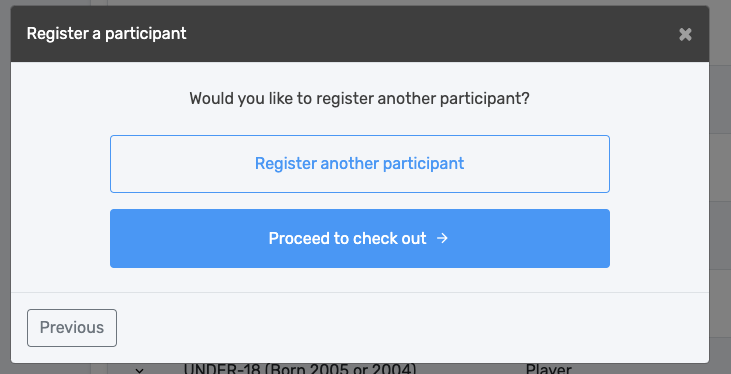 Register a participant
Would you like to register another participant?
Register another participant
Proceed to check out →
Previous
UNDER-18 (Born 2005 or 2004) Player